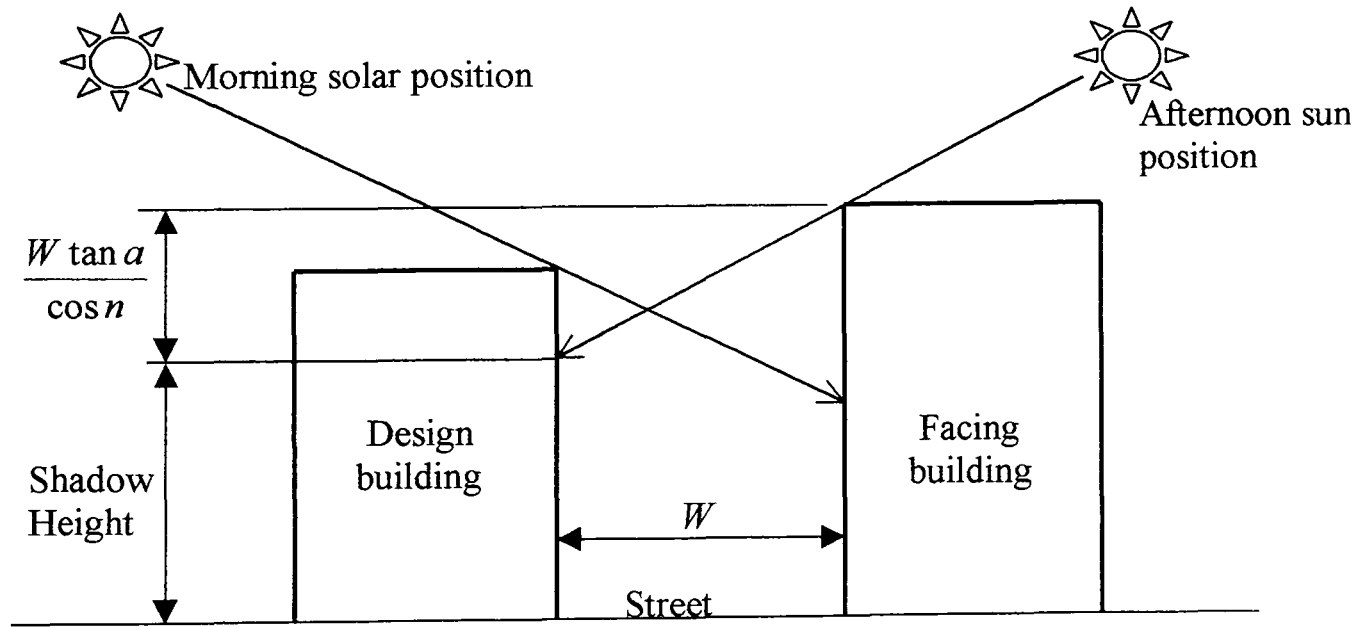 Morning solar position
Afternoon sun
position
W tan a
cos n
Design
building
Facing
building
Shadow
Height
W
Street